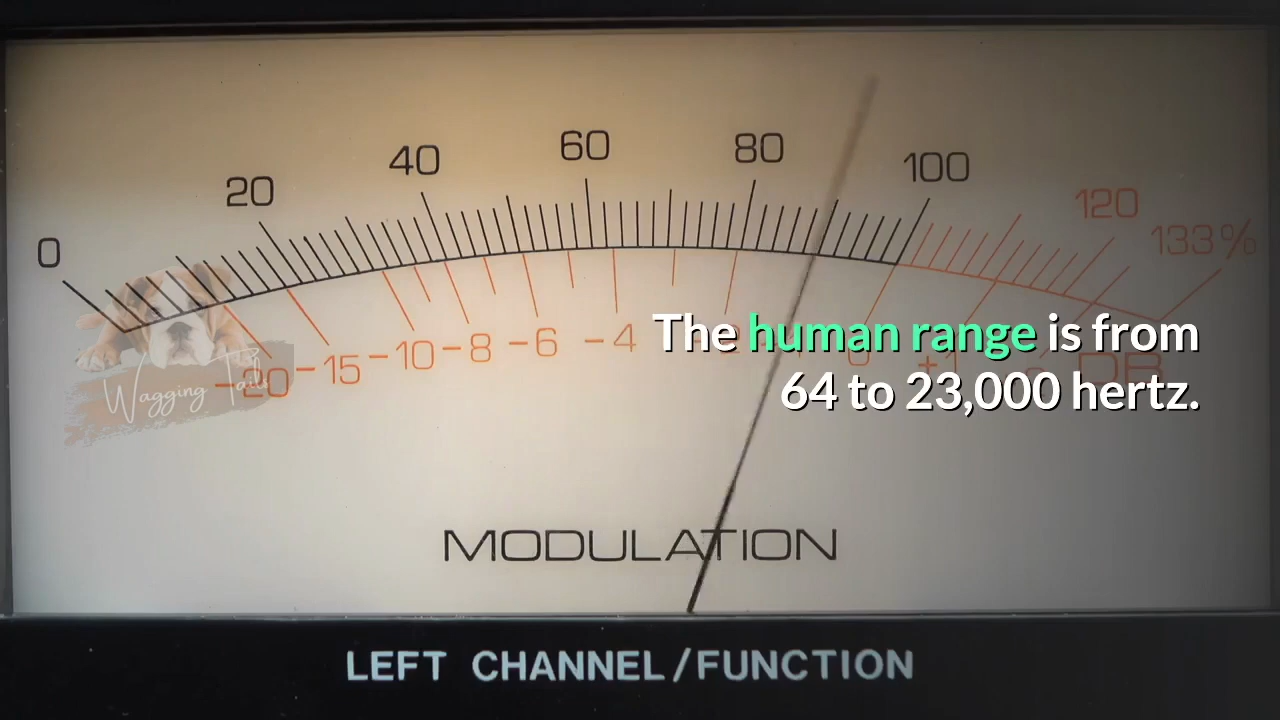 0 20 40 60 80 100 120 133%
-20 -15 -10 -8 -6 -4
The human range is from
64 to 23,000 hertz.
Wagging Tails
MODULATION
LEFT CHANNEL/FUNCTION